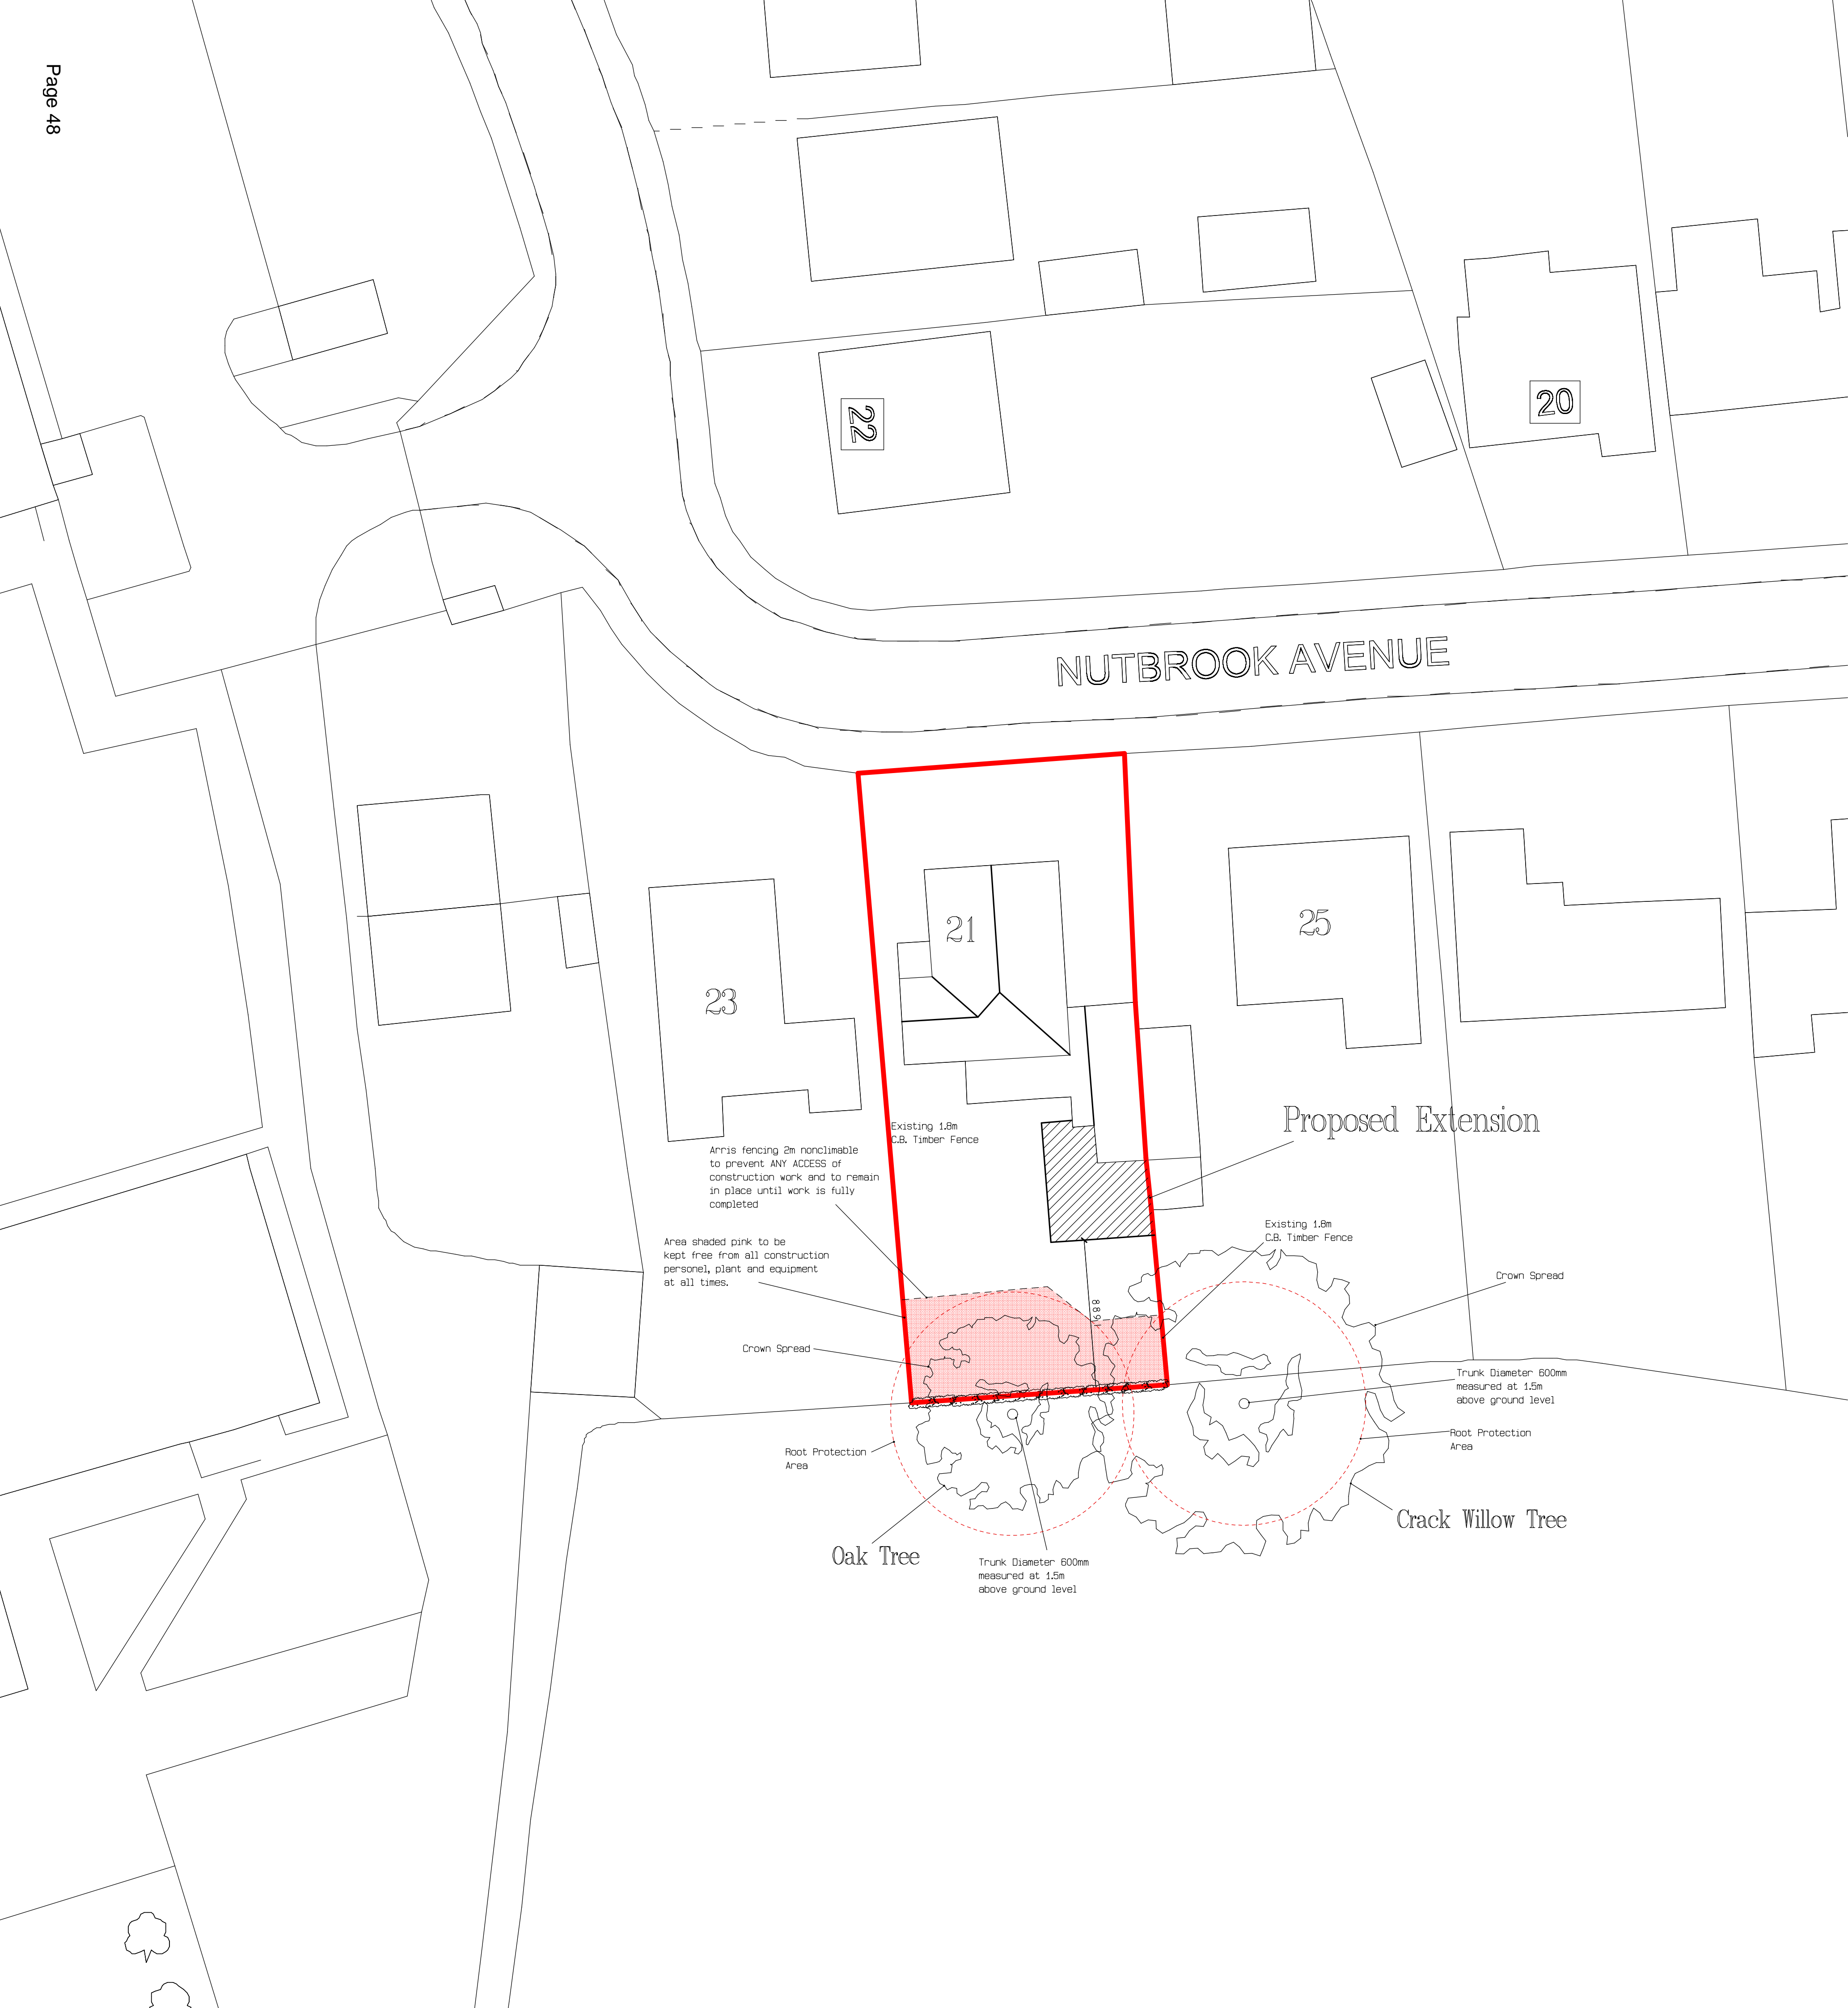 Page 48
22
20
NUTBROOK AVENUE
21
25
23
Proposed Extension
Existing 1.8m
C.B. Timber Fence
Arris fencing 2m nonclimable
to prevent ANY ACCESS of
construction work and to remain
in place until work is fully
completed
Area shaded pink to be
kept free from all construction
personel, plant and equipment
at all times.
Existing 1.8m
C.B. Timber Fence
Crown Spread
Crown Spread
Trunk Diameter 600mm
measured at 1.5m
above ground level
Root Protection
Area
Root Protection
Area
Crack Willow Tree
Oak Tree
Trunk Diameter 600mm
measured at 1.5m
above ground level